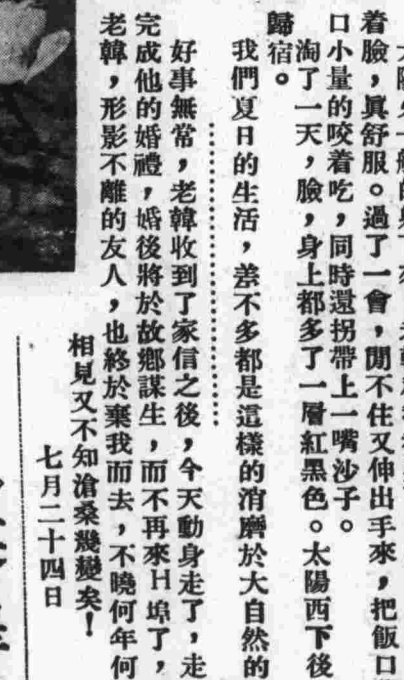 着臉，眞舒服。過了一會，閒不住又伸出手來，把飯口
口小量的咬着吃，同時還拐帶上一嘴沙子。
淘了一天，臉，身上都多了一層紅黑色。太陽西下後
歸宿。
我們夏日的生活，差不多都是這樣的消磨於大自然的
好事無常，老韓收到了家信之後，今天動身走了，走
完成他的婚禮，婚後將於故鄉謀生，而不再來H埠了，
老韓，形影不離的友人，也終於棄我而去，不曉何年何
相見又不知滄桑幾變矣！
七月二十四日